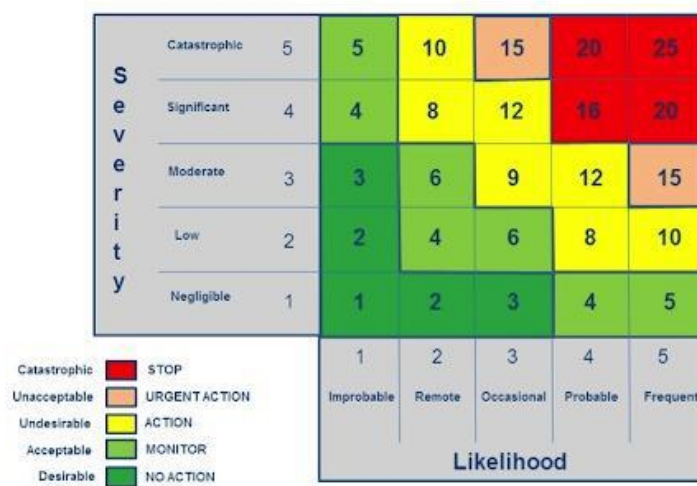 Severity
Catastrophic 5 5 10 15 20 25
Significant 4 4 8 12 16 20
Moderate 3 3 6 9 12 15
Low 2 2 4 6 8 10
Negligible 1 1 2 3 4 5
1 2 3 4 5
Improbable Remote Occasional Probable Frequent
Likelihood
Catastrophic STOP
Unacceptable URGENT ACTION
Undesirable ACTION
Acceptable MONITOR
Desirable NO ACTION